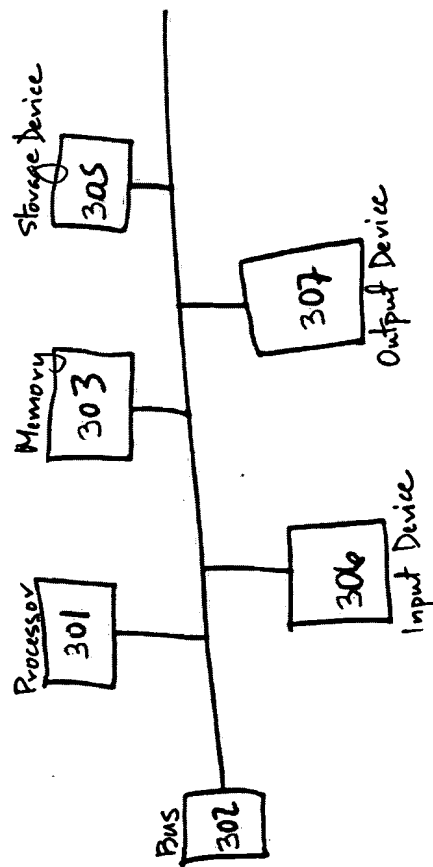 Bus
302
Processor
301
Memory
303
Storage Device
305
306
Input Device
307
Output Device